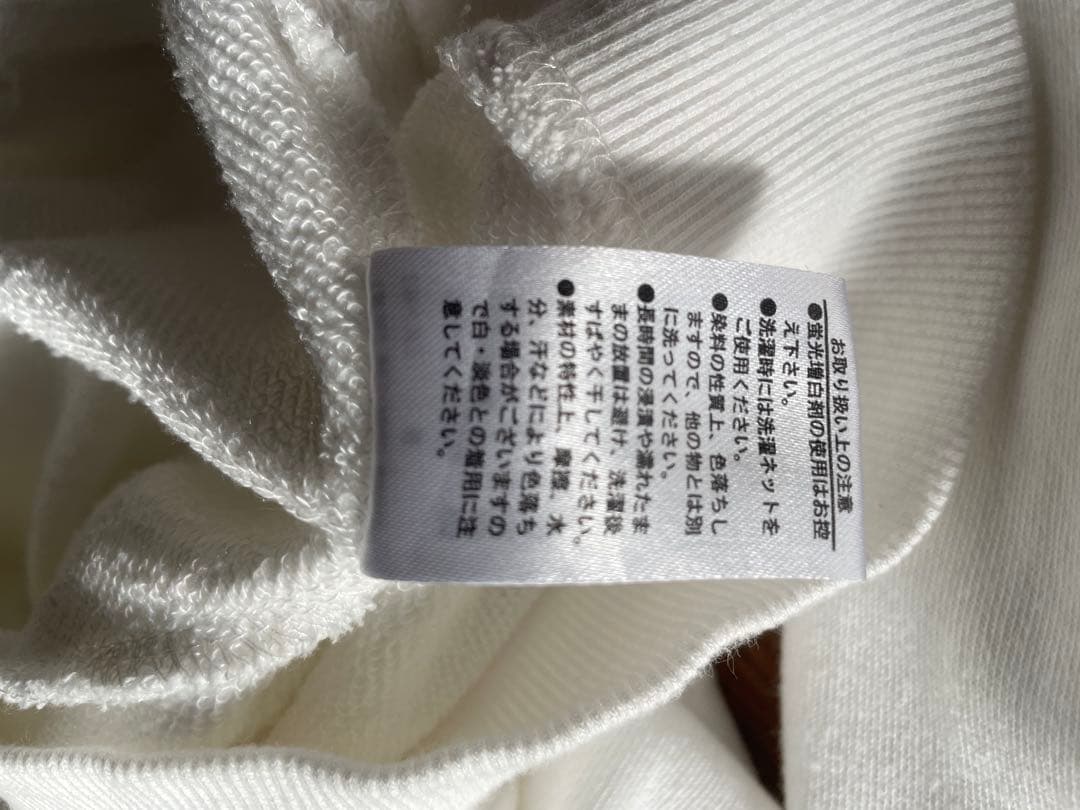 お取り扱い上の注意
●蛍光増白剤の使用はお控
え下さい。
●洗濯時には洗濯ネットを
ご使用ください。
●染料の性質上、色落ちし
ますので、他の物とは別
に洗ってください。
●長時間の浸漬や濡れたま
まの放置は避け、洗濯後
すばやく干してください。
●素材の特性上、摩擦、水
分、汗などにより色落ち
する場合がございますの
で白・淡色との着用に注
意してください。